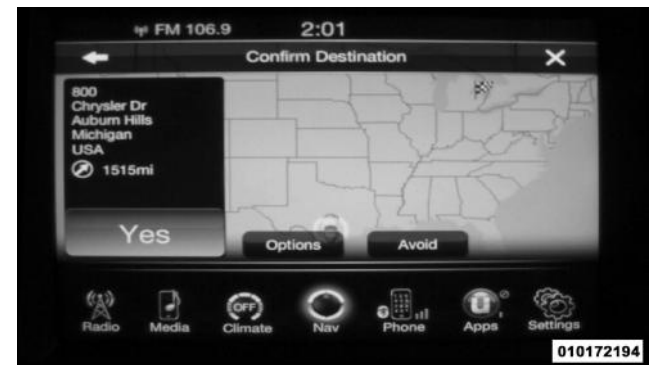 FM 106.9
2:01
Confirm Destination
800
Chrysler Dr
Auburn Hills
Michigan
USA
1515mi
Yes
Options
Avoid
OFF
Radio
Media
Climate
Nav
Phone
Apps
Settings
010172194